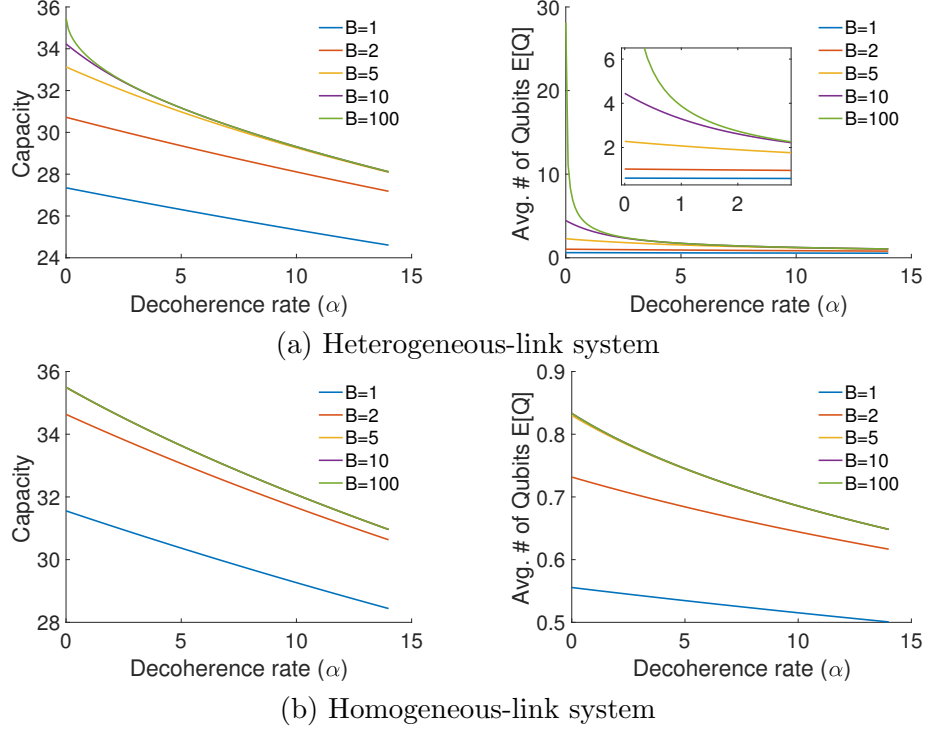 36
34
32
30
28
26
24
0
5
10
15
Capacity
Decoherence rate (α)
B=1
B=2
B=5
B=10
B=100
30
20
10
0
0
5
10
15
Avg. # of Qubits E[Q]
Decoherence rate (α)
6
4
2
0
1
2
B=1
B=2
B=5
B=10
B=100
(a) Heterogeneous-link system
36
34
32
30
28
0
5
10
15
Capacity
Decoherence rate (α)
B=1
B=2
B=5
B=10
B=100
0.9
0.8
0.7
0.6
0.5
0
5
10
15
Avg. # of Qubits E[Q]
Decoherence rate (α)
B=1
B=2
B=5
B=10
B=100
(b) Homogeneous-link system